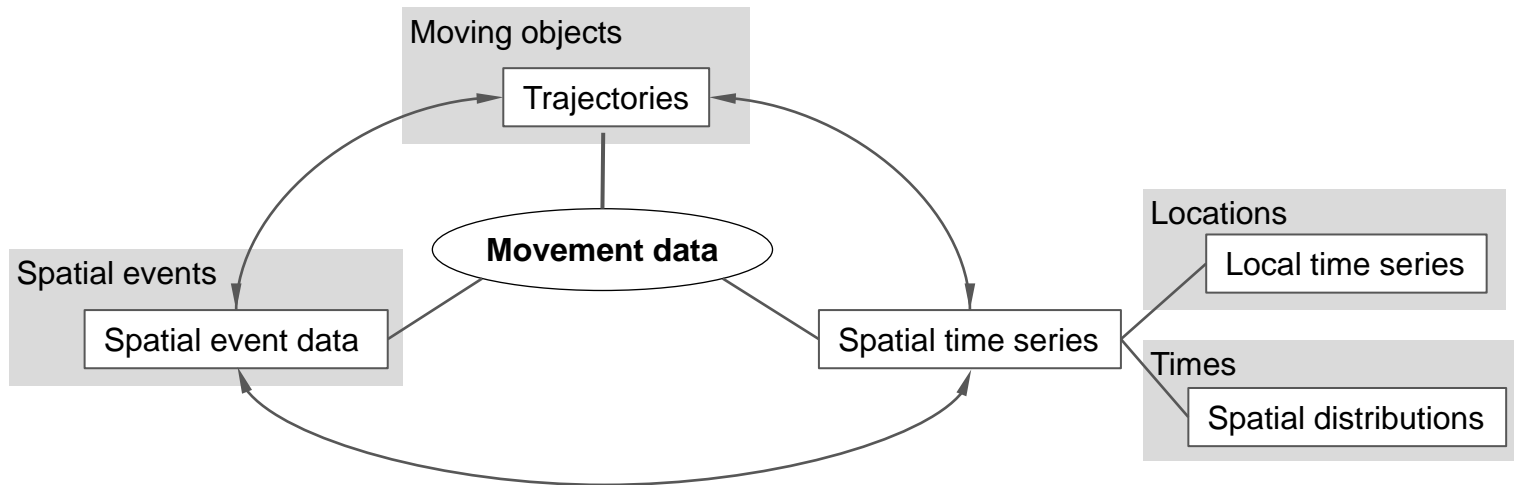 Moving objects
Trajectories
Movement data
Spatial events
Spatial event data
Spatial time series
Locations
Local time series
Times
Spatial distributions